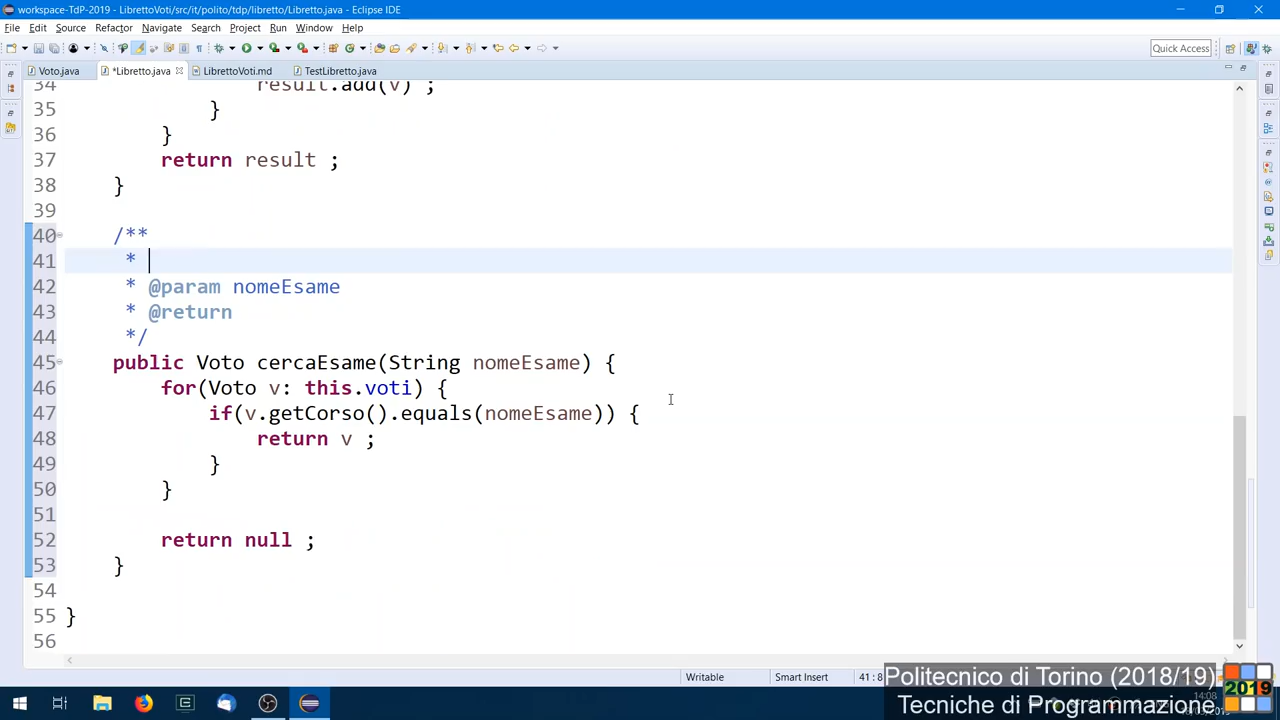 workspace-TdP-2019 - LibrettoVoti/src/it/polito/tdp/libretto/Libretto.java - Eclipse IDE
File Edit Source Refactor Navigate Search Project Run Window Help
Quick Access
Voto.java *Libretto.java LibrettoVoti.md TestLibretto.java
34 result.add(v) ;
35 }
36 }
37 return result ;
38 }
39
40 /**
41 *
42 * @param nomeEsame
43 * @return
44 */
45 public Voto cercaEsame(String nomeEsame) {
46 for(Voto v: this.voti) {
47 if(v.getCorso().equals(nomeEsame)) {
48 return v ;
49 }
50 }
51
52 return null ;
53 }
54
55 }
56
Writable Smart Insert 41 : 8
Politecnico di Torino (2018/19)
Tecniche di Programmazione
2019
14:08